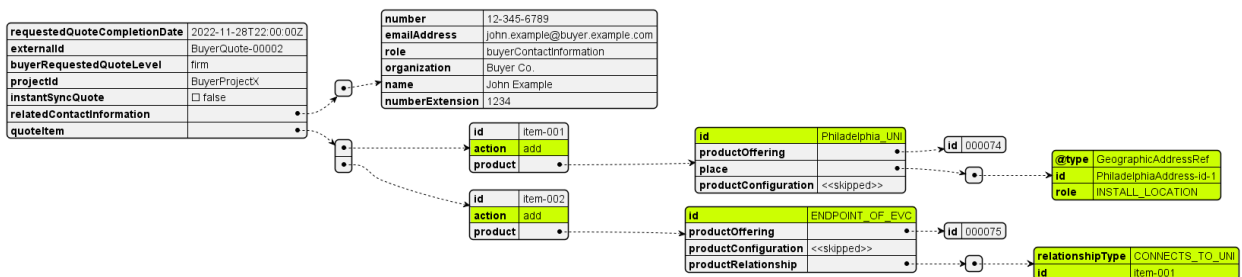 requestedQuoteCompletionDate 2022-11-28T22:00:00Z
externalId BuyerQuote-00002
buyerRequestedQuoteLevel firm
projectId BuyerProjectX
instantSyncQuote ☐ false
relatedContactInformation
quoteItem
number 12-345-6789
emailAddress john.example@buyer.example.com
role buyerContactInformation
organization Buyer Co.
name John Example
numberExtension 1234
id item-001
action add
product
id Philadelphia_UNI
productOffering
place
productConfiguration <<skipped>>
id 000074
@type GeographicAddressRef
id PhiladelphiaAddress-id-1
role INSTALL_LOCATION
id item-002
action add
product
id ENDPOINT_OF_EVC
productOffering
productConfiguration <<skipped>>
productRelationship
id 000075
relationshipType CONNECTS_TO_UNI
id item-001